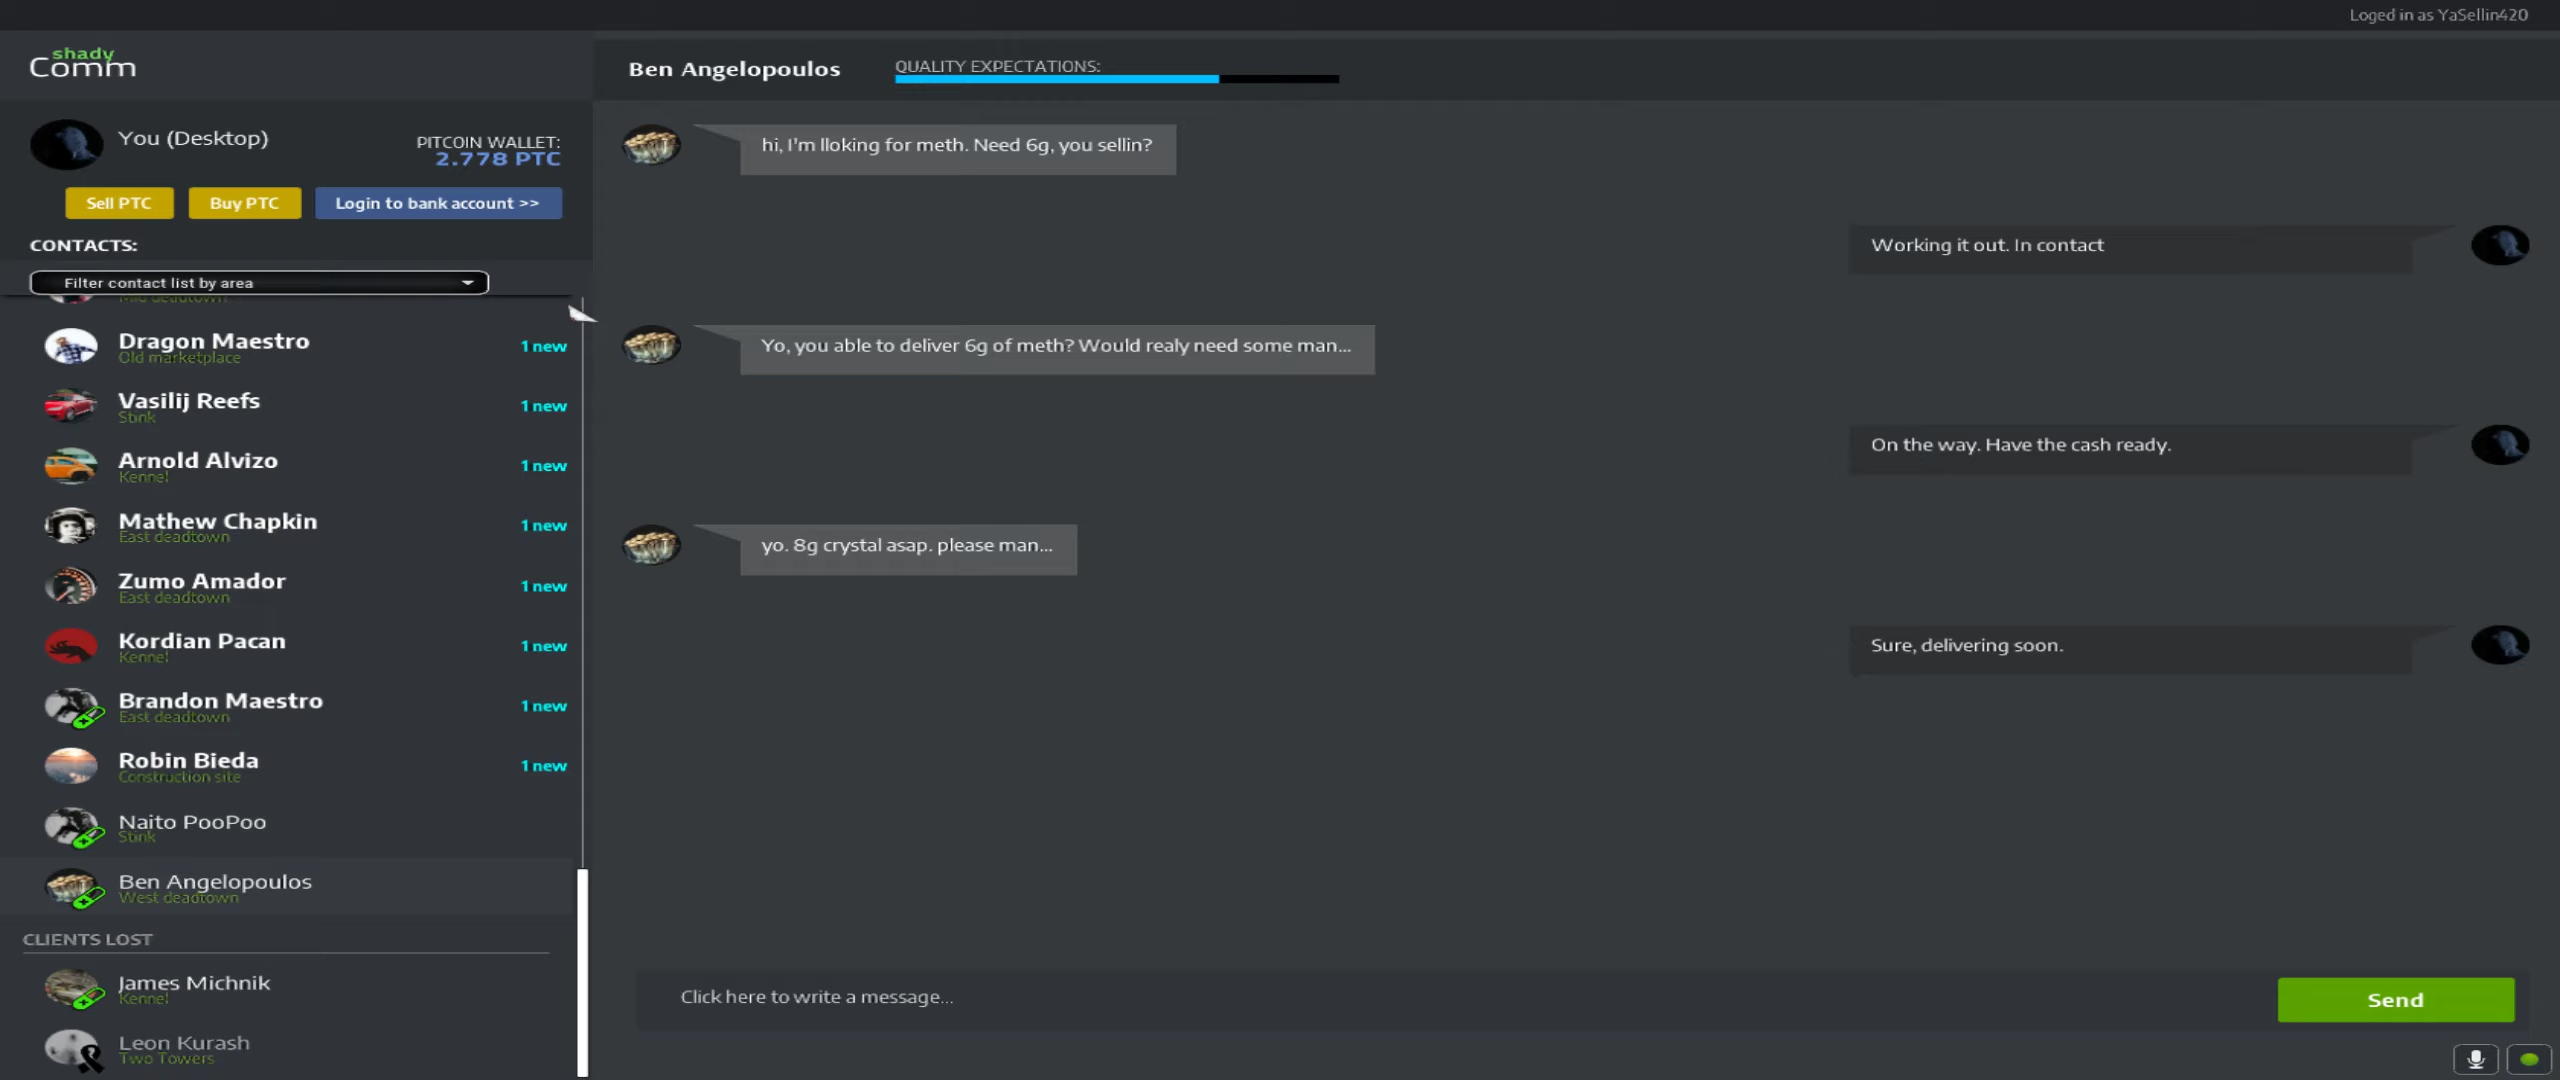 Loged in as YaSellin420
shady
Comm
You (Desktop)
PITCOIN WALLET:
2.778 PTC
Sell PTC
Buy PTC
Login to bank account >>
CONTACTS:
Filter contact list by area
Mid deadtown
Dragon Maestro
Old marketplace
1 new
Vasilij Reefs
Stink
1 new
Arnold Alvizo
Kennel
1 new
Mathew Chapkin
East deadtown
1 new
Zumo Amador
East deadtown
1 new
Kordian Pacan
Kennel
1 new
Brandon Maestro
East deadtown
1 new
Robin Bieda
Construction site
1 new
Naito PooPoo
Stink
Ben Angelopoulos
West deadtown
CLIENTS LOST
James Michnik
Kennel
Leon Kurash
Two Towers
Ben Angelopoulos
QUALITY EXPECTATIONS:
hi, I'm lloking for meth. Need 6g, you sellin?
Working it out. In contact
Yo, you able to deliver 6g of meth? Would realy need some man...
On the way. Have the cash ready.
yo. 8g crystal asap. please man...
Sure, delivering soon.
Click here to write a message...
Send